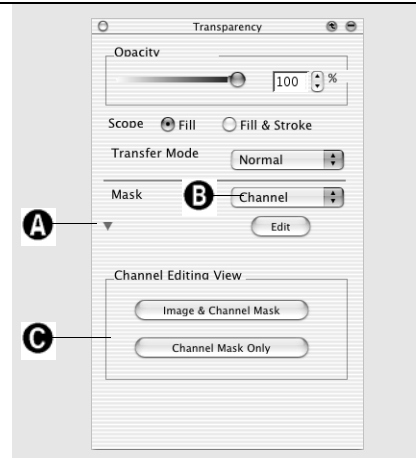 Transparency
Opacity
100 %
Scope Fill Fill & Stroke
Transfer Mode Normal
Mask B Channel
A Edit
Channel Editing View
Image & Channel Mask
C
Channel Mask Only